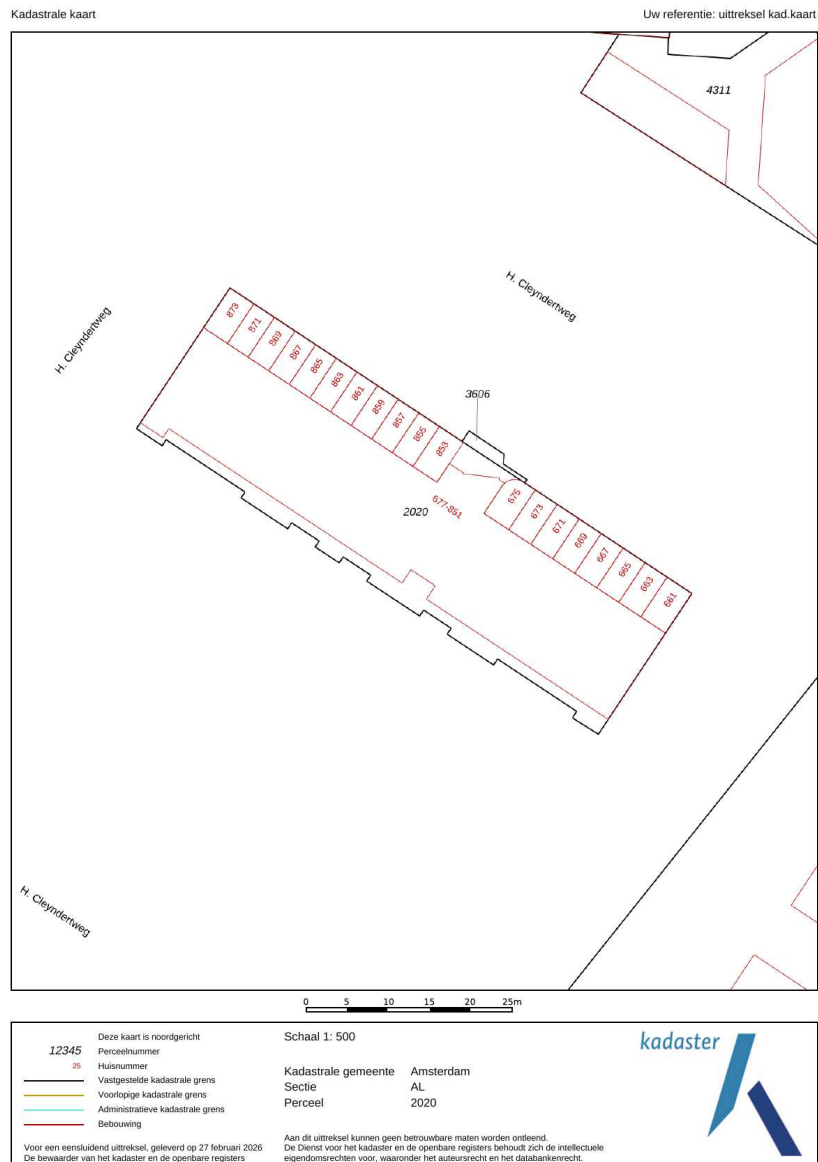 Kadastrale kaart
Uw referentie: uittreksel kad.kaart
4311
H. Cleyndertweg
H. Cleyndertweg
873
871
869
867
865
863
861
859
857
855
853
3606
2020
677-851
675
673
671
669
667
665
663
661
H. Cleyndertweg
0 5 10 15 20 25m
Deze kaart is noordgericht
12345 Perceelnummer
25 Huisnummer
Vastgestelde kadastrale grens
Voorlopige kadastrale grens
Administratieve kadastrale grens
Bebouwing
Voor een eensluidend uittreksel, geleverd op 27 februari 2026
De bewaarder van het kadaster en de openbare registers
Schaal 1: 500
Kadastrale gemeente Amsterdam
Sectie AL
Perceel 2020
Aan dit uittreksel kunnen geen betrouwbare maten worden ontleend.
De Dienst voor het kadaster en de openbare registers behoudt zich de intellectuele
eigendomsrechten voor, waaronder het auteursrecht en het databankenrecht.
kadaster